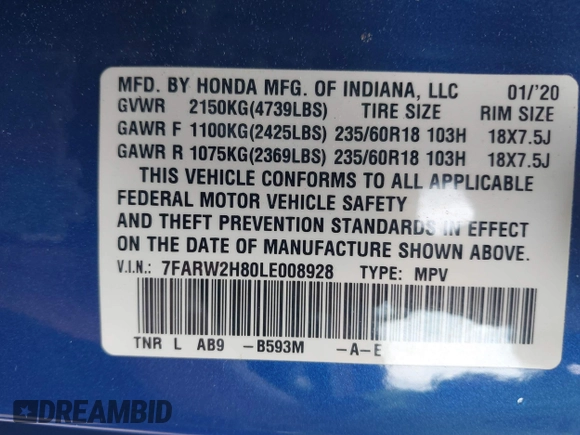 MFD. BY HONDA MFG. OF INDIANA, LLC 01/'20
GVWR 2150KG(4739LBS) TIRE SIZE RIM SIZE
GAWR F 1100KG(2425LBS) 235/60R18 103H 18X7.5J
GAWR R 1075KG(2369LBS) 235/60R18 103H 18X7.5J
THIS VEHICLE CONFORMS TO ALL APPLICABLE
FEDERAL MOTOR VEHICLE SAFETY
AND THEFT PREVENTION STANDARDS IN EFFECT
ON THE DATE OF MANUFACTURE SHOWN ABOVE.
V.I.N.: 7FARW2H80LE008928 TYPE: MPV
TNR L AB9 -B593M -A-E
DREAMBID